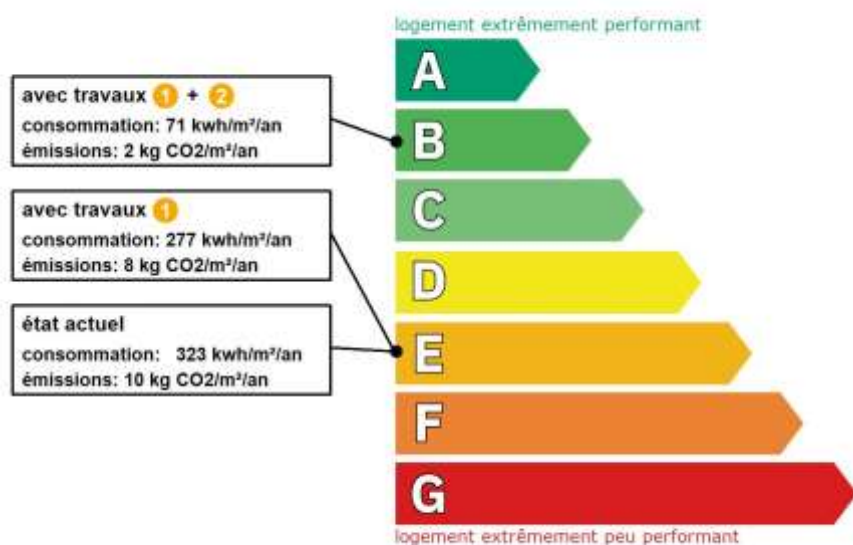 logement extrêmement performant
A
avec travaux 1 + 2
consommation: 71 kwh/m²/an
émissions: 2 kg CO2/m²/an
B
avec travaux 1
consommation: 277 kwh/m²/an
émissions: 8 kg CO2/m²/an
C
D
état actuel
consommation: 323 kwh/m²/an
émissions: 10 kg CO2/m²/an
E
F
G
logement extrêmement peu performant